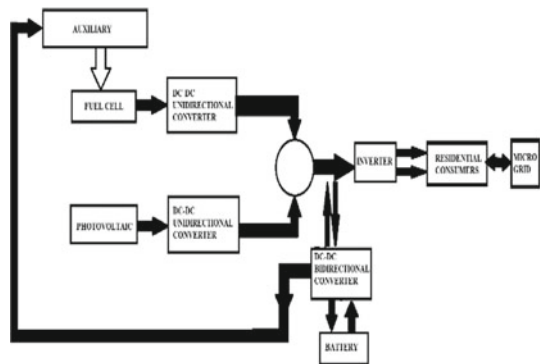 AUXILIARY
FUEL CELL
DC-DC
UNIDIRECTIONAL
CONVERTER
INVERTER
RESIDENTIAL
CONSUMERS
MICRO
GRID
PHOTOVOLTAIC
DC-DC
UNIDIRECTIONAL
CONVERTER
DC-DC
BIDIRECTIONAL
CONVERTER
BATTERY